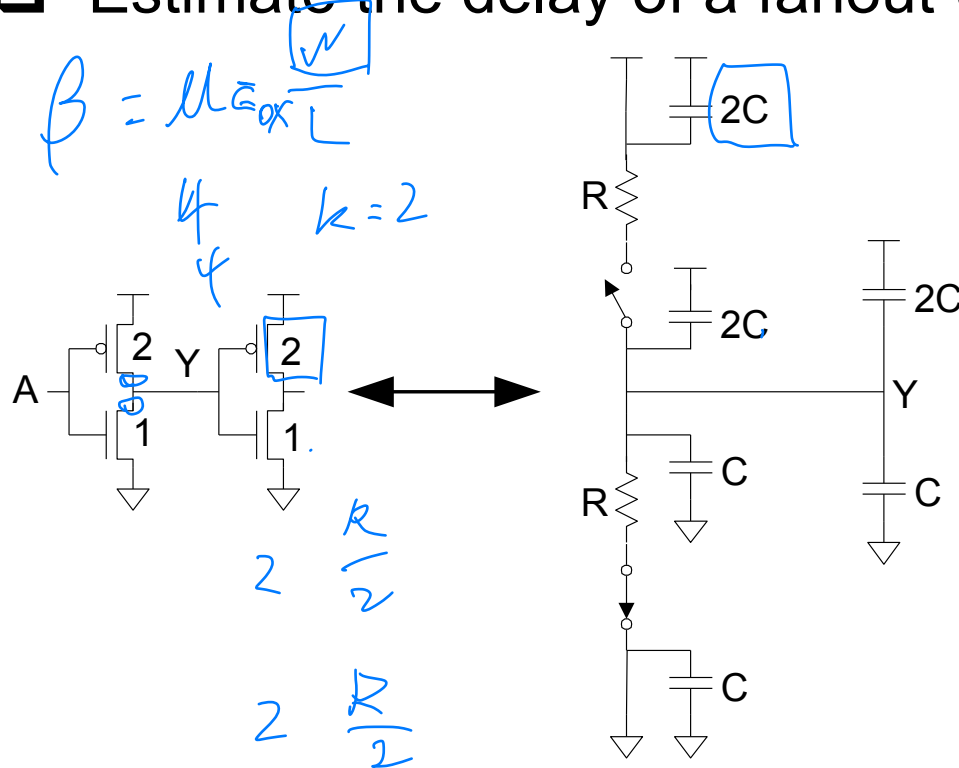 Estimate the delay of a fanout
β = μ C ox W / L
2C
4
k = 2
4
R
2C
2C
2
Y
2
A
Y
1
1.
C
R
C
2 R/2
C
2 R/2